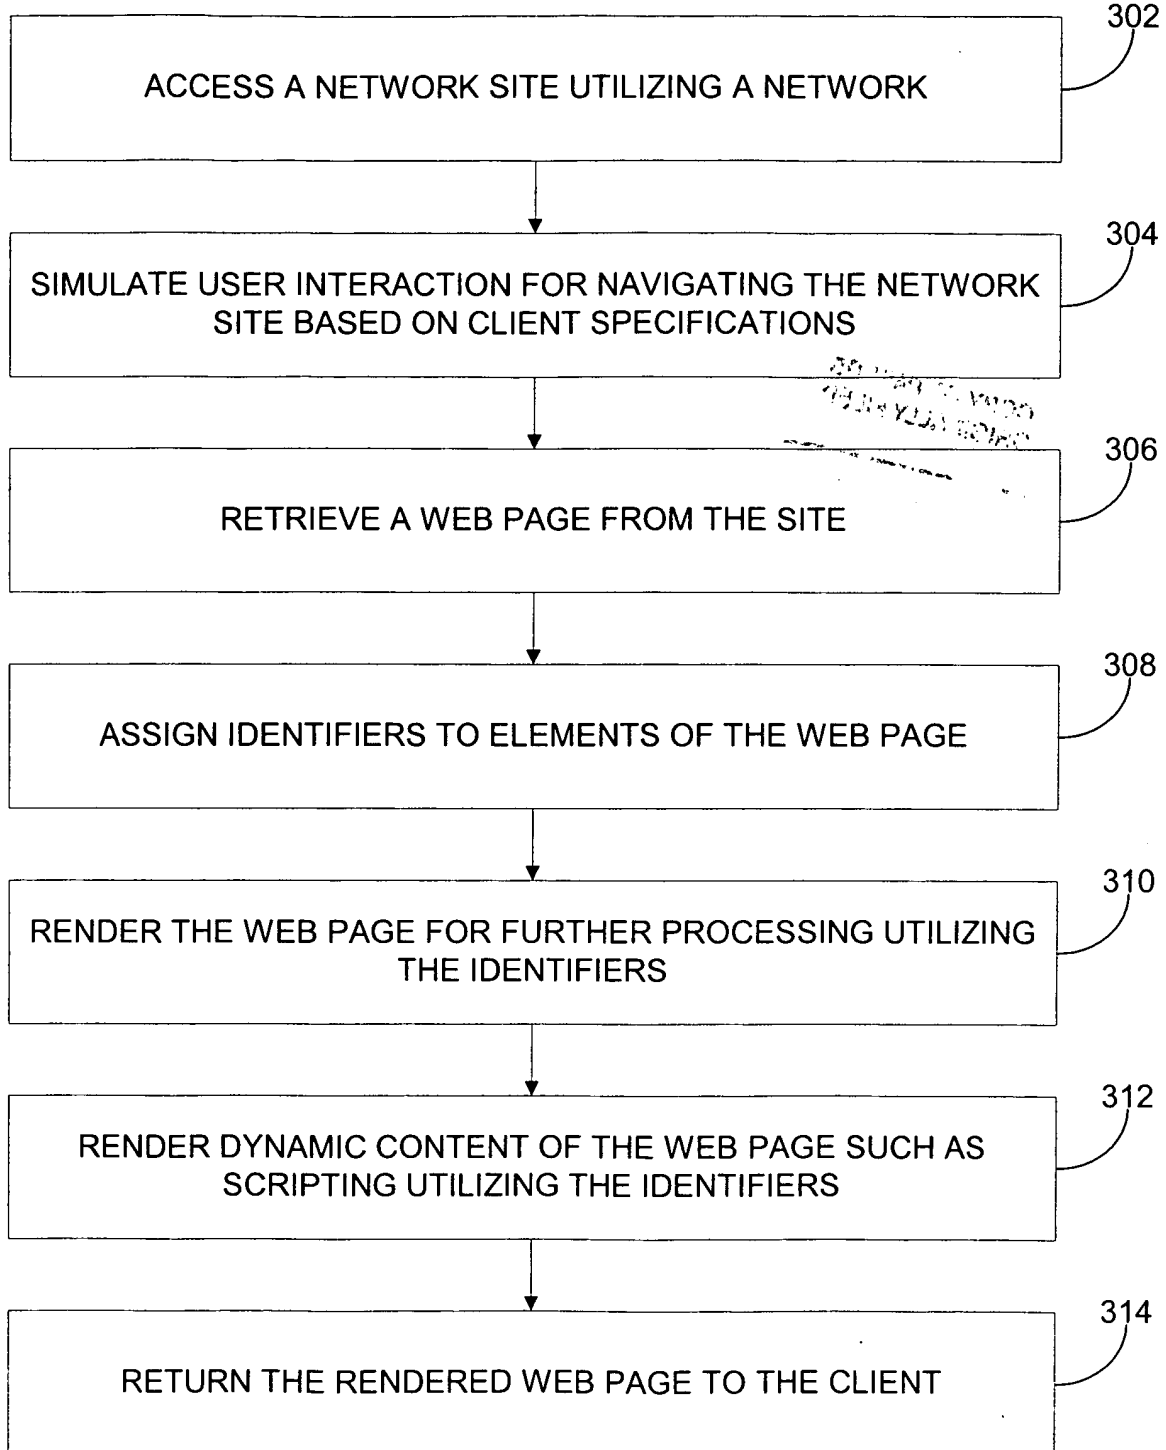 302
ACCESS A NETWORK SITE UTILIZING A NETWORK
304
SIMULATE USER INTERACTION FOR NAVIGATING THE NETWORK
SITE BASED ON CLIENT SPECIFICATIONS
306
RETRIEVE A WEB PAGE FROM THE SITE
308
ASSIGN IDENTIFIERS TO ELEMENTS OF THE WEB PAGE
310
RENDER THE WEB PAGE FOR FURTHER PROCESSING UTILIZING
THE IDENTIFIERS
312
RENDER DYNAMIC CONTENT OF THE WEB PAGE SUCH AS
SCRIPTING UTILIZING THE IDENTIFIERS
314
RETURN THE RENDERED WEB PAGE TO THE CLIENT